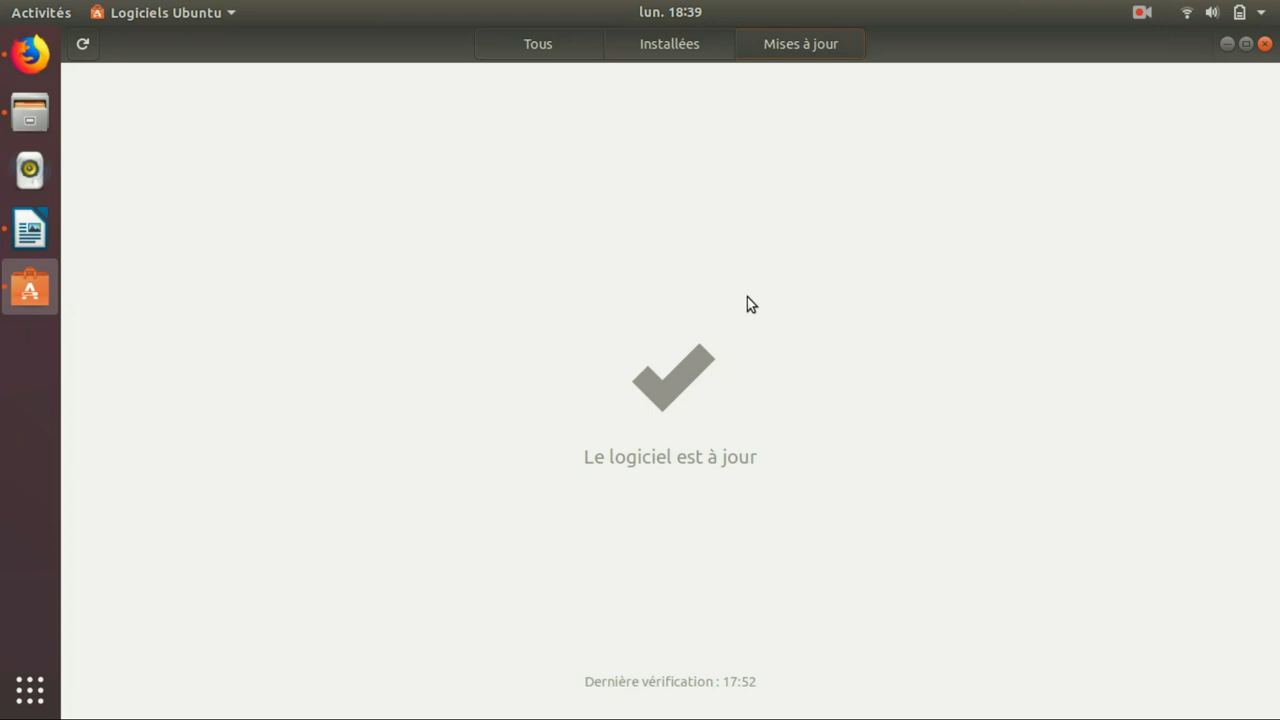 Activités Logiciels Ubuntu lun. 18:39
Tous Installées Mises à jour
Le logiciel est à jour
Dernière vérification : 17:52